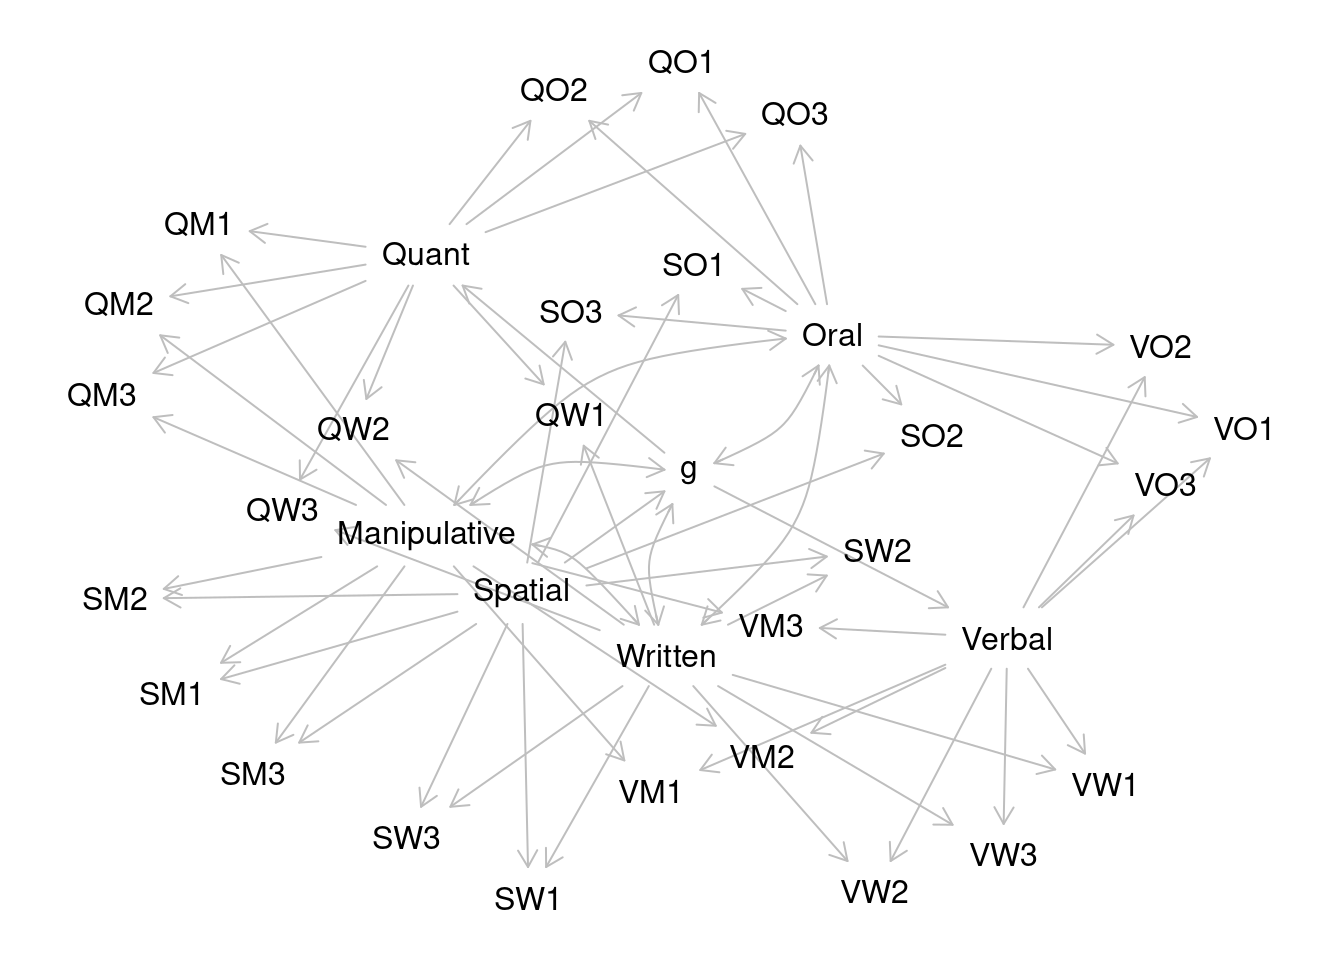 QO1
QO2
QO3
QM1
Quant
SO1
QM2
SO3
Oral
VO2
QM3
QW1
QW2
VO1
SO2
g
VO3
QW3
Manipulative
SW2
Spatial
SM2
VM3
Verbal
Written
SM1
VM2
SM3
VW1
VM1
SW3
VW3
VW2
SW1